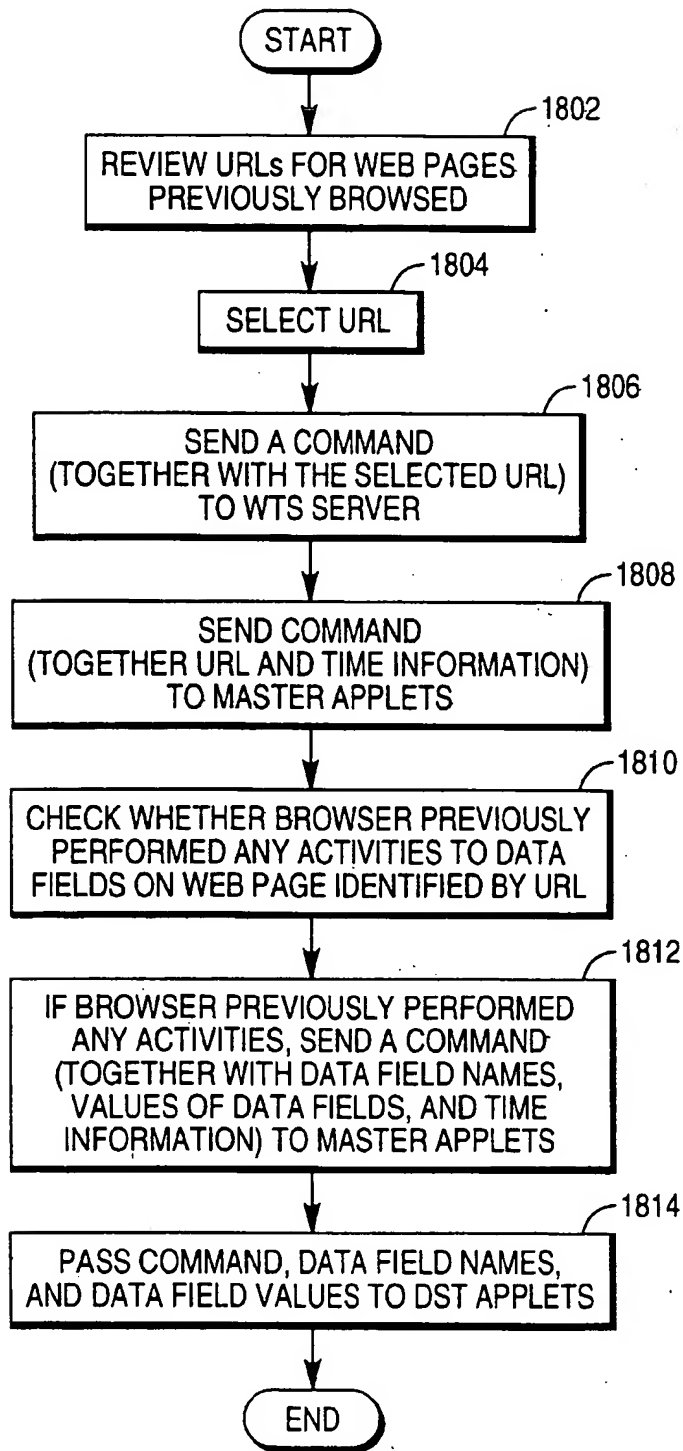 START
1802
REVIEW URLs FOR WEB PAGES
PREVIOUSLY BROWSED
1804
SELECT URL
1806
SEND A COMMAND
(TOGETHER WITH THE SELECTED URL)
TO WTS SERVER
1808
SEND COMMAND
(TOGETHER URL AND TIME INFORMATION)
TO MASTER APPLETS
1810
CHECK WHETHER BROWSER PREVIOUSLY
PERFORMED ANY ACTIVITIES TO DATA
FIELDS ON WEB PAGE IDENTIFIED BY URL
1812
IF BROWSER PREVIOUSLY PERFORMED
ANY ACTIVITIES, SEND A COMMAND
(TOGETHER WITH DATA FIELD NAMES,
VALUES OF DATA FIELDS, AND TIME
INFORMATION) TO MASTER APPLETS
1814
PASS COMMAND, DATA FIELD NAMES,
AND DATA FIELD VALUES TO DST APPLETS
END